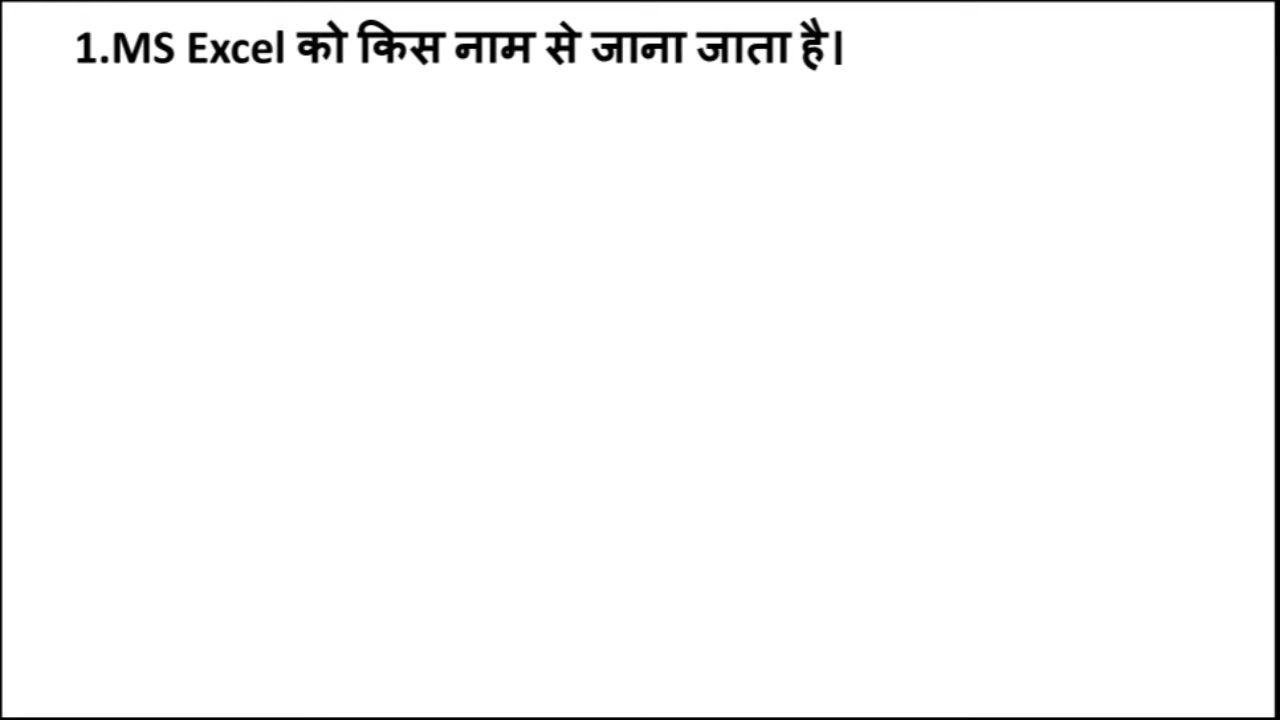 1.MS Excel को किस नाम से जाना जाता है।